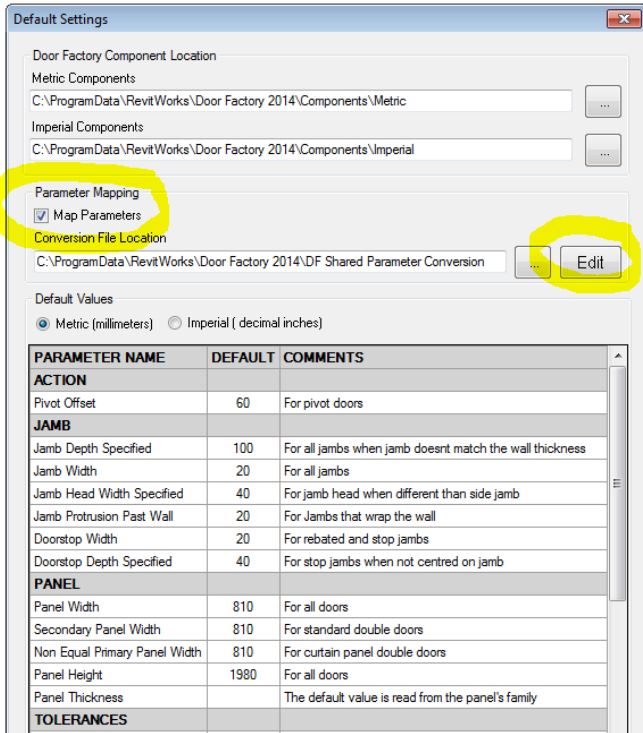 Default Settings
Door Factory Component Location
Metric Components
C:\ProgramData\RevitWorks\Door Factory 2014\Components\Metric
...
Imperial Components
C:\ProgramData\RevitWorks\Door Factory 2014\Components\Imperial
...
Parameter Mapping
Map Parameters
Conversion File Location
C:\ProgramData\RevitWorks\Door Factory 2014\DF Shared Parameter Conversion ... Edit
Default Values
Metric (millimeters) Imperial ( decimal inches)
PARAMETER NAME DEFAULT COMMENTS
ACTION
Pivot Offset 60 For pivot doors
JAMB
Jamb Depth Specified 100 For all jambs when jamb doesnt match the wall thickness
Jamb Width 20 For all jambs
Jamb Head Width Specified 40 For jamb head when different than side jamb
Jamb Protrusion Past Wall 20 For Jambs that wrap the wall
Doorstop Width 20 For rebated and stop jambs
Doorstop Depth Specified 40 For stop jambs when not centred on jamb
PANEL
Panel Width 810 For all doors
Secondary Panel Width 810 For standard double doors
Non Equal Primary Panel Width 810 For curtain panel double doors
Panel Height 1980 For all doors
Panel Thickness The default value is read from the panel's family
TOLERANCES